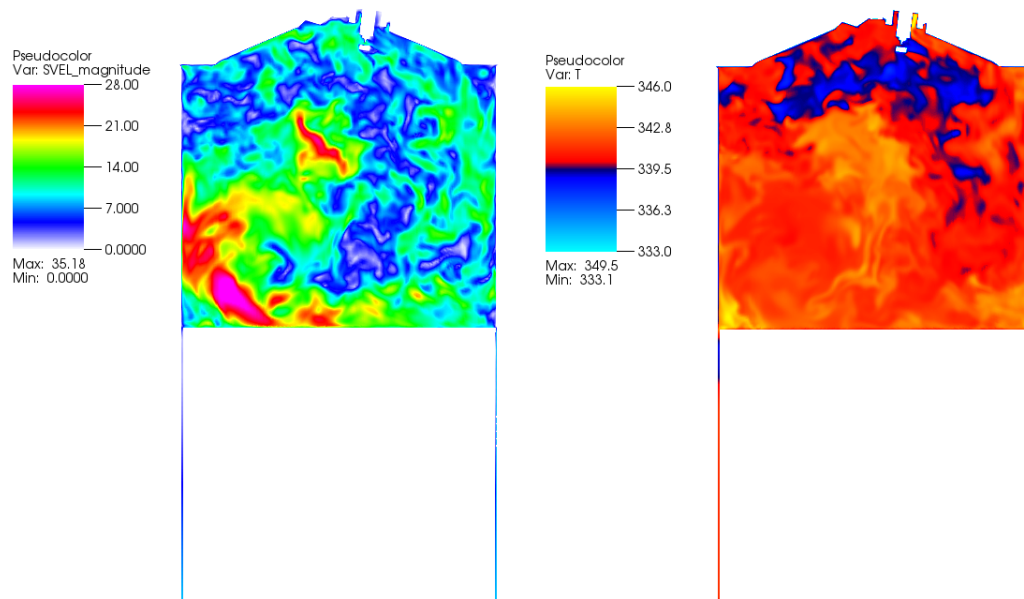 Pseudocolor
Var: SVEL_magnitude
28.00
21.00
14.00
7.000
0.0000
Max: 35.18
Min: 0.0000
Pseudocolor
Var: T
346.0
342.8
339.5
336.3
333.0
Max: 349.5
Min: 333.1